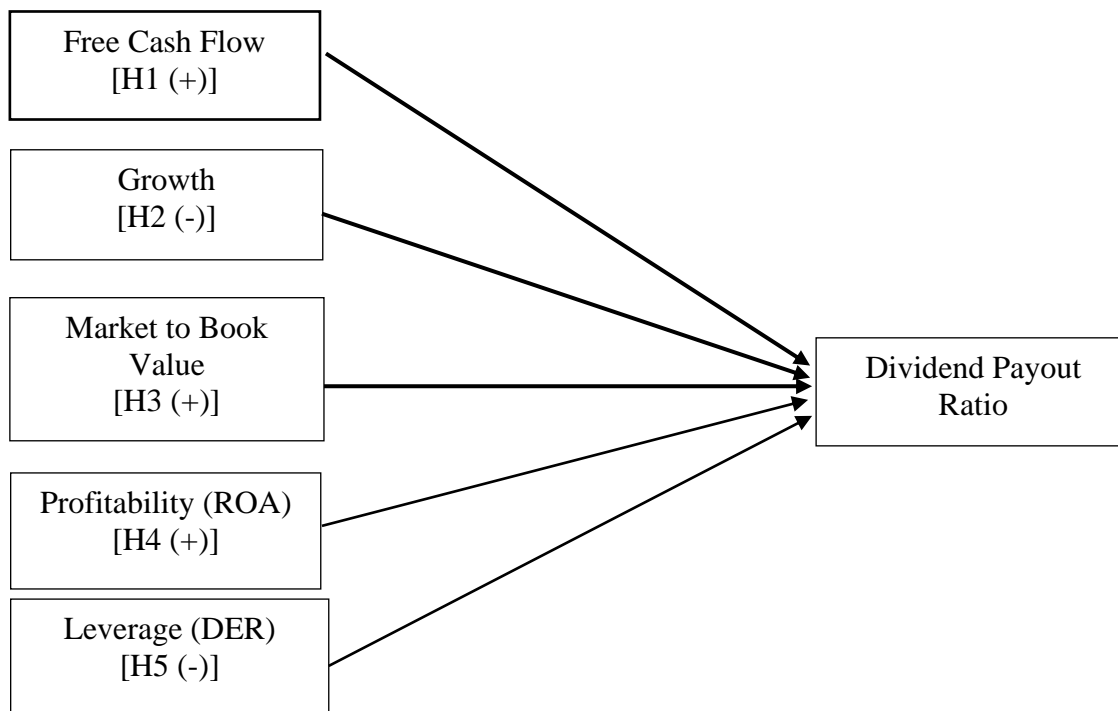 Free Cash Flow
[H1 (+)]
Growth
[H2 (-)]
Market to Book
Value
[H3 (+)]
Profitability (ROA)
[H4 (+)]
Leverage (DER)
[H5 (-)]
Dividend Payout
Ratio